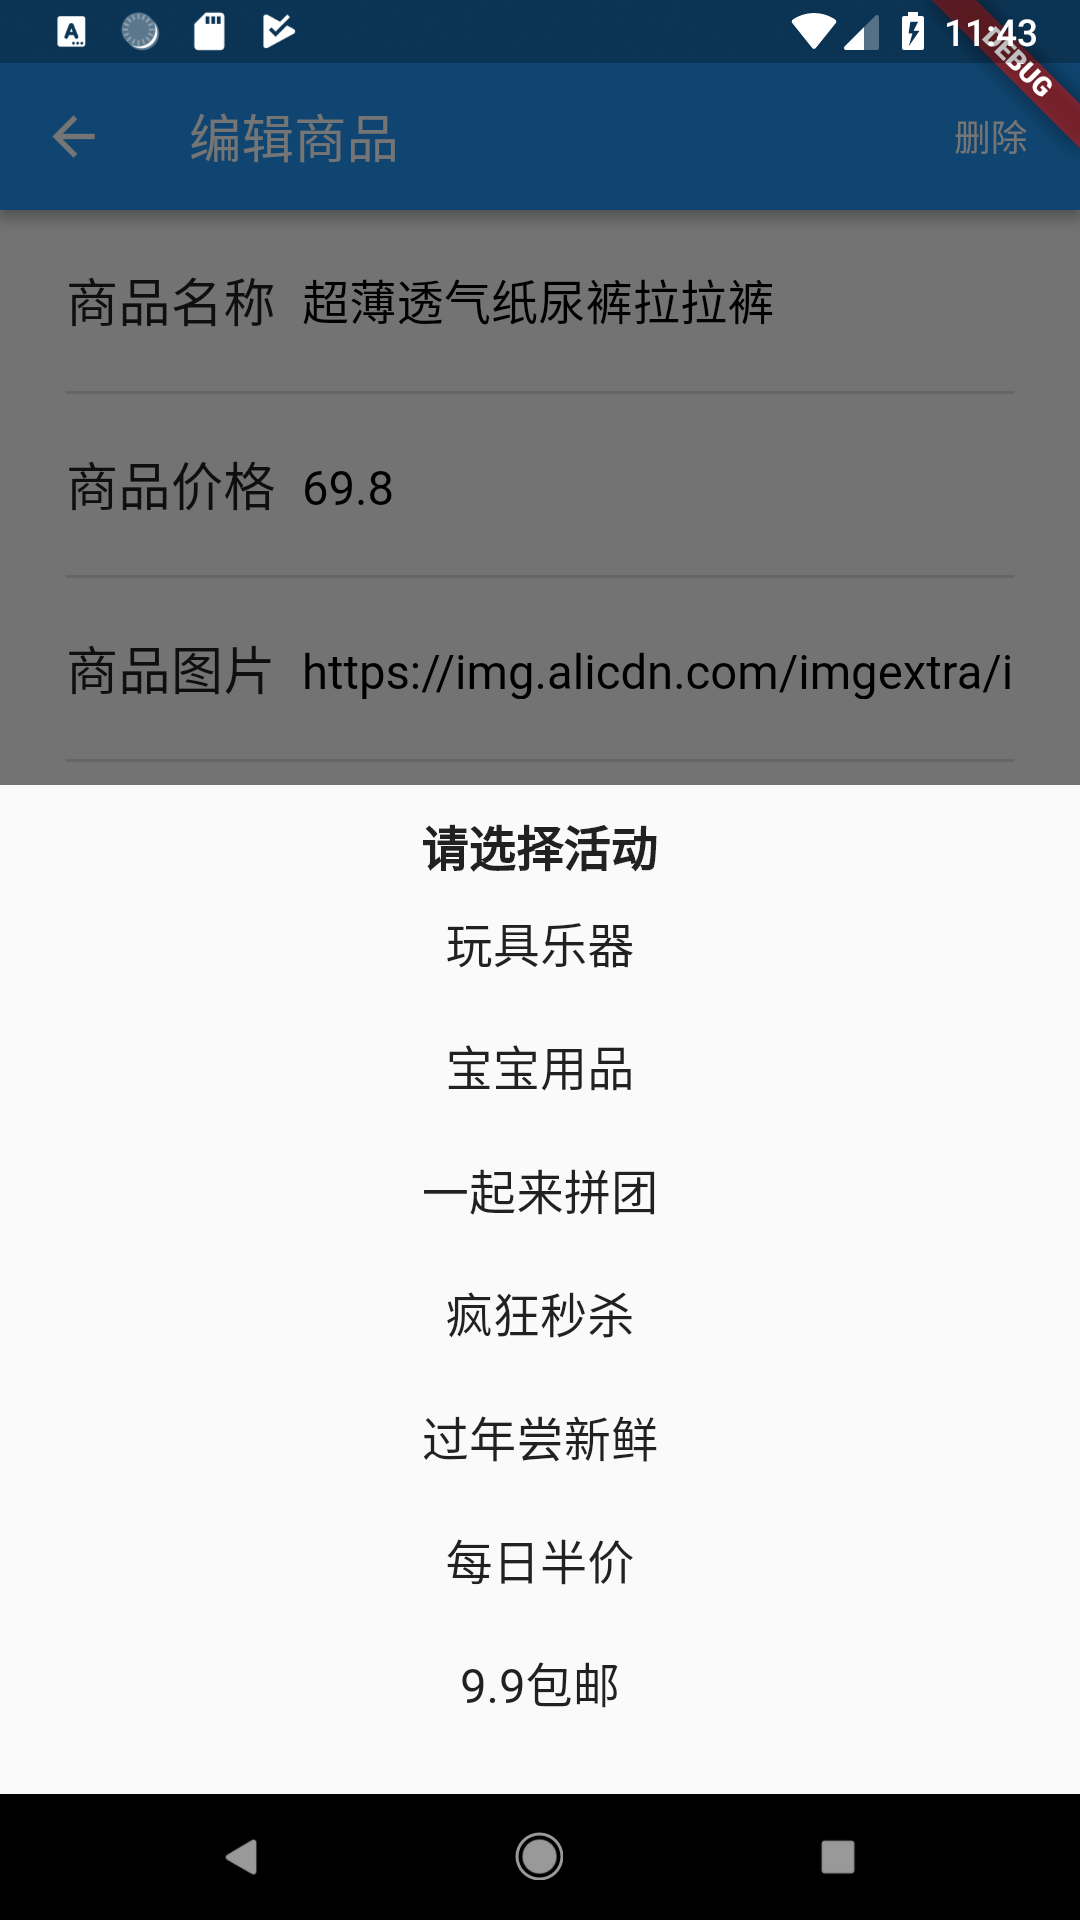 11:43
DEBUG
编辑商品
删除
商品名称 超薄透气纸尿裤拉拉裤
商品价格 69.8
商品图片 https://img.alicdn.com/imgextra/i
请选择活动
玩具乐器
宝宝用品
一起来拼团
疯狂秒杀
过年尝新鲜
每日半价
9.9包邮